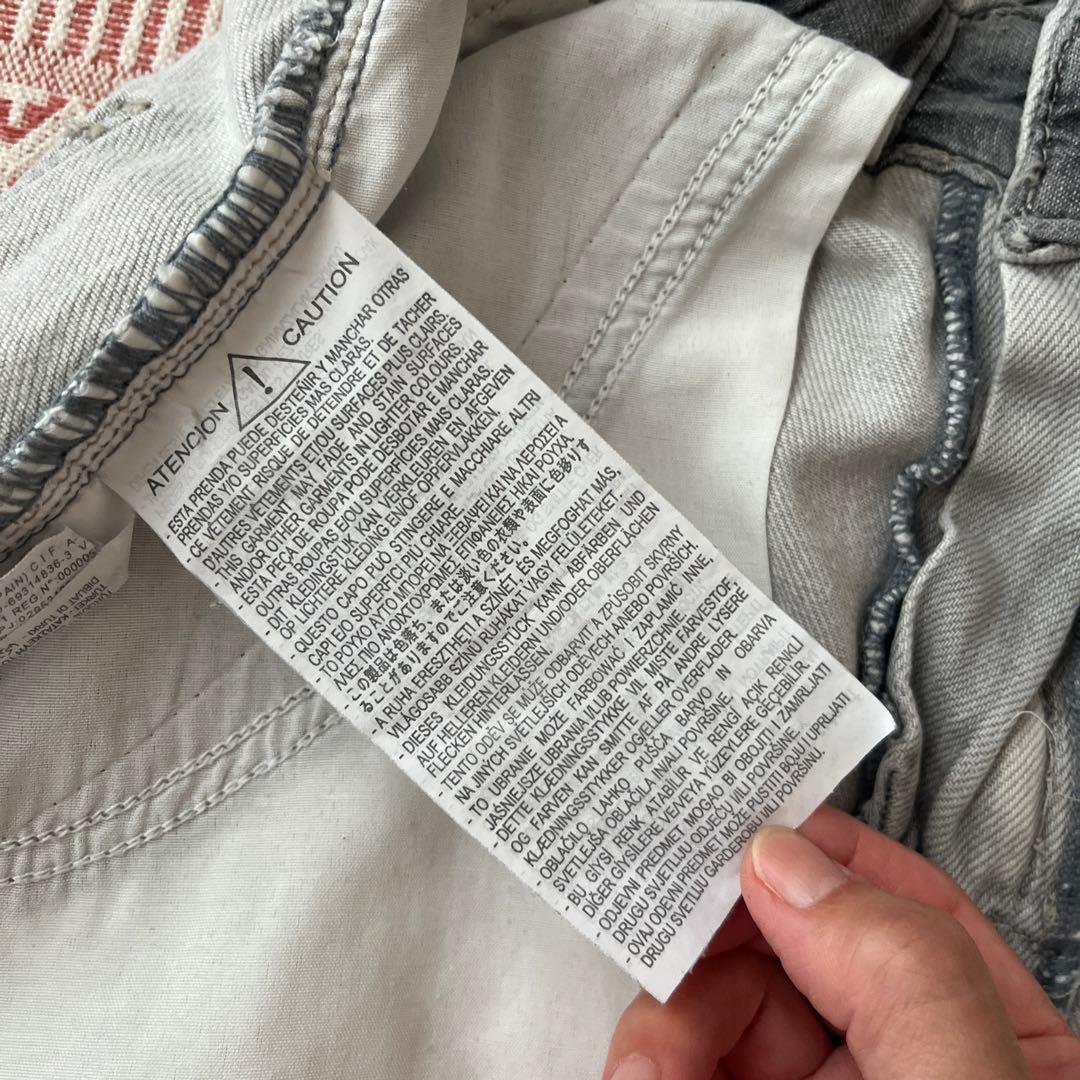 ATENCIÓN ! CAUTION
ESTA PRENDA PUEDE DESTEÑIR Y MANCHAR OTRAS
PRENDAS Y/O SUPERFICIES MÁS CLARAS.
CE VÊTEMENT RISQUE DE DÉTEINDRE ET DE TACHER
D'AUTRES VÊTEMENTS ET/OU SURFACES PLUS CLAIRS.
THIS GARMENT MAY FADE AND STAIN SURFACES
AND/OR OTHER GARMENTS IN LIGHTER COLOURS.
- ESTA PEÇA DE ROUPA PODE DESBOTAR E MANCHAR
OUTRAS ROUPAS E/OU SUPERFÍCIES MAIS CLARAS.
- DIT KLEDINGSTUK KAN VERKLEUREN EN AFGEVEN
OP LICHTERE KLEDING EN/OF OPERVLAKKEN.
QUESTO CAPO PUÒ STINGERE E MACCHIARE ALTRI
CAPI E/O SUPERFICI PIÙ CHIARE.
この製品は色落ち、または淡い色の衣類や表面に色移りす
ることがありますのでご注意ください。
- A RUHA ERESZTHETI A SZÍNÉT ÉS MEGFOGHAT MÁS,
VILÁGOSABB SZÍNŰ RUHÁKAT VAGY FELÜLETEKET.
DIESES KLEIDUNGSSTÜCK KANN ABFÄRBEN UND
AUF HELLEREN KLEIDERN UND/ODER OBERFLÄCHEN
FLECKEN HINTERLASSEN.
- TENTO ODĚV SE MŮŽE ODBARVIT A ZPŮSOBIT SKVRNY
NA JINÝCH SVĚTLEJŠÍCH ODĚVECH NEBO POVRŠÍCH.
TO UBRANIE MOŻE FARBOWAĆ I ZAPLAMIĆ INNE,
JAŚNIEJSZE UBRANIA I/LUB POWIERZCHNIE.
DETTE KLÆDNINGSSTYKKE VIL MISTE FARVESTOF,
OG FARVEN KAN SMITTE AF PÅ ANDRE LYSERE
KLÆDNINGSSTYKKER OG/ELLER OVERFLADER.
- OBLAČILO LAHKO PUŠČA BARVO IN OBARVA
SVETLEJŠA OBLAČILA IN/ALI POVRŠINE.
- BU GİYSİ, RENK ATABİLİR VE RENGİ AÇIK RENKLİ
DİĞER GİYSİLERE VE/VEYA YÜZEYLERE GEÇEBİLİR.
- ODJEVNI PREDMET MOGAO BI OBOJITI I ZAMRLJATI
DRUGU SVJETLIJU ODJEĆU I/ILI POVRŠINE.
- OVAJ ODEVNI PREDMET MOŽE PUSTITI BOJU I PRLJATI
DRUGU SVETLIJU GARDEROBU I/ILI POVRŠINU.